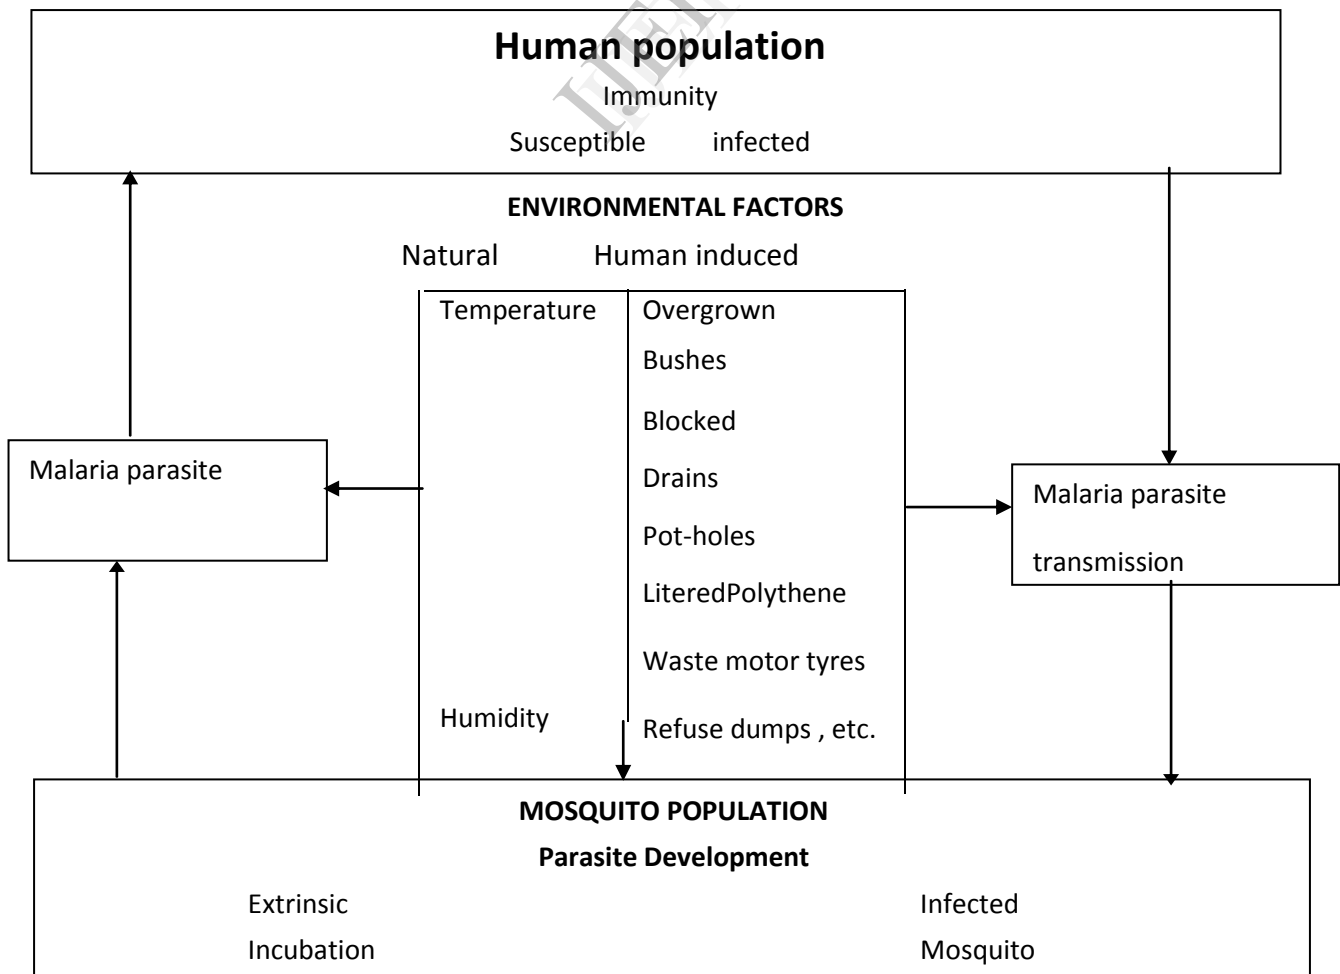 Human population
Immunity
Susceptible infected
ENVIRONMENTAL FACTORS
Natural Human induced
Temperature Overgrown
Bushes
Blocked
Malaria parasite
Drains
Malaria parasite
Pot-holes
transmission
LiteredPolythene
Waste motor tyres
Humidity
Refuse dumps , etc.
MOSQUITO POPULATION
Parasite Development
Extrinsic Infected
Incubation Mosquito